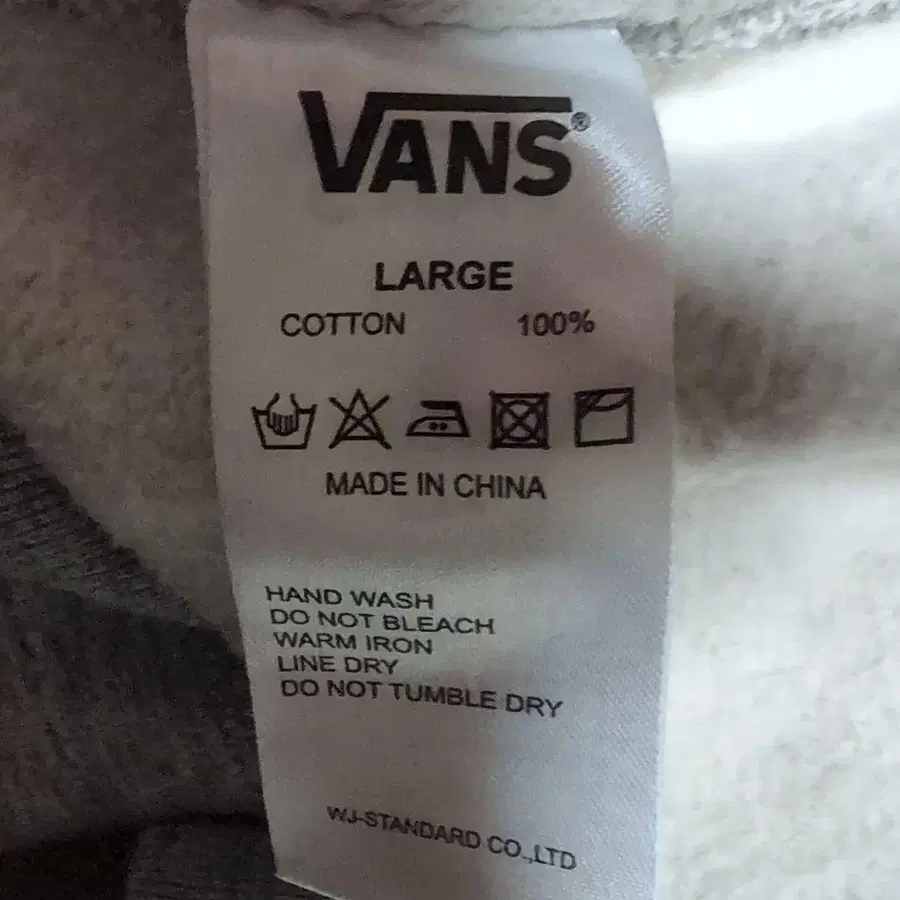 VANS®
LARGE
COTTON 100%
MADE IN CHINA
HAND WASH
DO NOT BLEACH
WARM IRON
LINE DRY
DO NOT TUMBLE DRY
WJ-STANDARD CO.,LTD